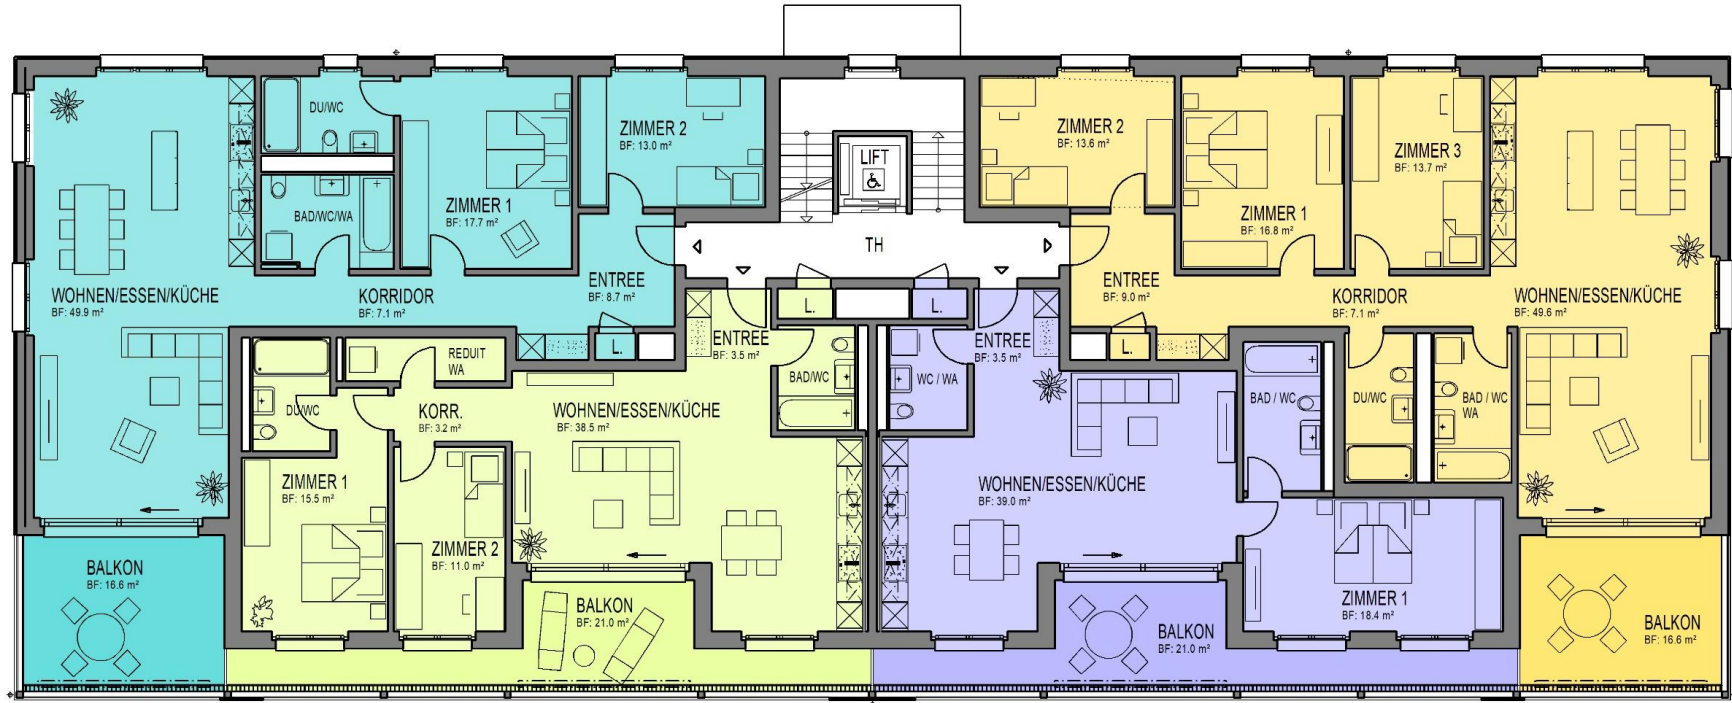 DU/WC
BAD/WC/WA
ZIMMER 1
BF: 17.7 m²
ZIMMER 2
BF: 13.0 m²
WOHNEN/ESSEN/KÜCHE
BF: 49.9 m²
KORRIDOR
BF: 7.1 m²
ENTREE
BF: 8.7 m²
L.
BALKON
BF: 16.6 m²
LIFT
TH
L.
L.
DU/WC
REDUIT
WA
KORR.
BF: 3.2 m²
ZIMMER 1
BF: 15.5 m²
ZIMMER 2
BF: 11.0 m²
WOHNEN/ESSEN/KÜCHE
BF: 38.5 m²
ENTREE
BF: 3.5 m²
BAD/WC
BALKON
BF: 21.0 m²
WC / WA
ENTREE
BF: 3.5 m²
WOHNEN/ESSEN/KÜCHE
BF: 39.0 m²
BAD / WC
ZIMMER 1
BF: 18.4 m²
BALKON
BF: 21.0 m²
ZIMMER 2
BF: 13.6 m²
ZIMMER 1
BF: 16.8 m²
ZIMMER 3
BF: 13.7 m²
ENTREE
BF: 9.0 m²
L.
KORRIDOR
BF: 7.1 m²
WOHNEN/ESSEN/KÜCHE
BF: 49.6 m²
DU/WC
BAD / WC
WA
BALKON
BF: 16.6 m²